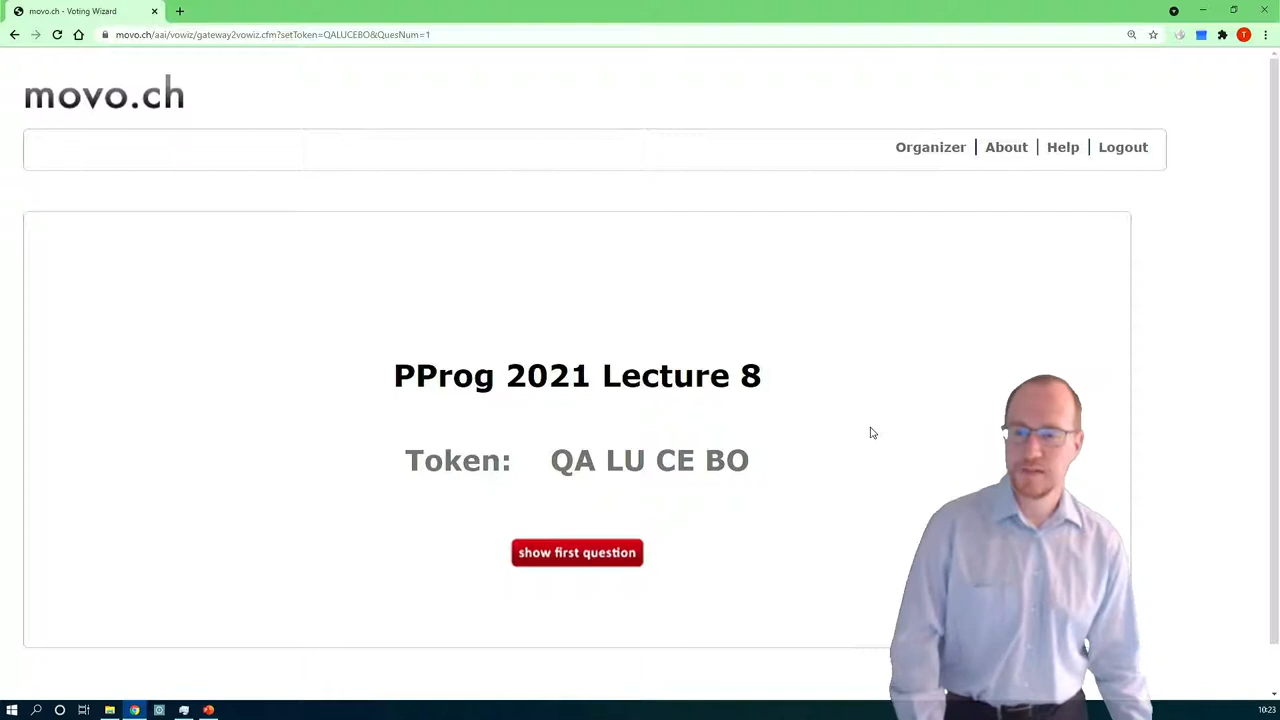 movo.ch - Voting Wizard
movo.ch/aai/vowiz/gateway2vowiz.cfm?setToken=QALUCEBO&QuesNum=1
T
movo.ch
Organizer | About | Help | Logout
PProg 2021 Lecture 8
Token: QA LU CE BO
show first question
10:23